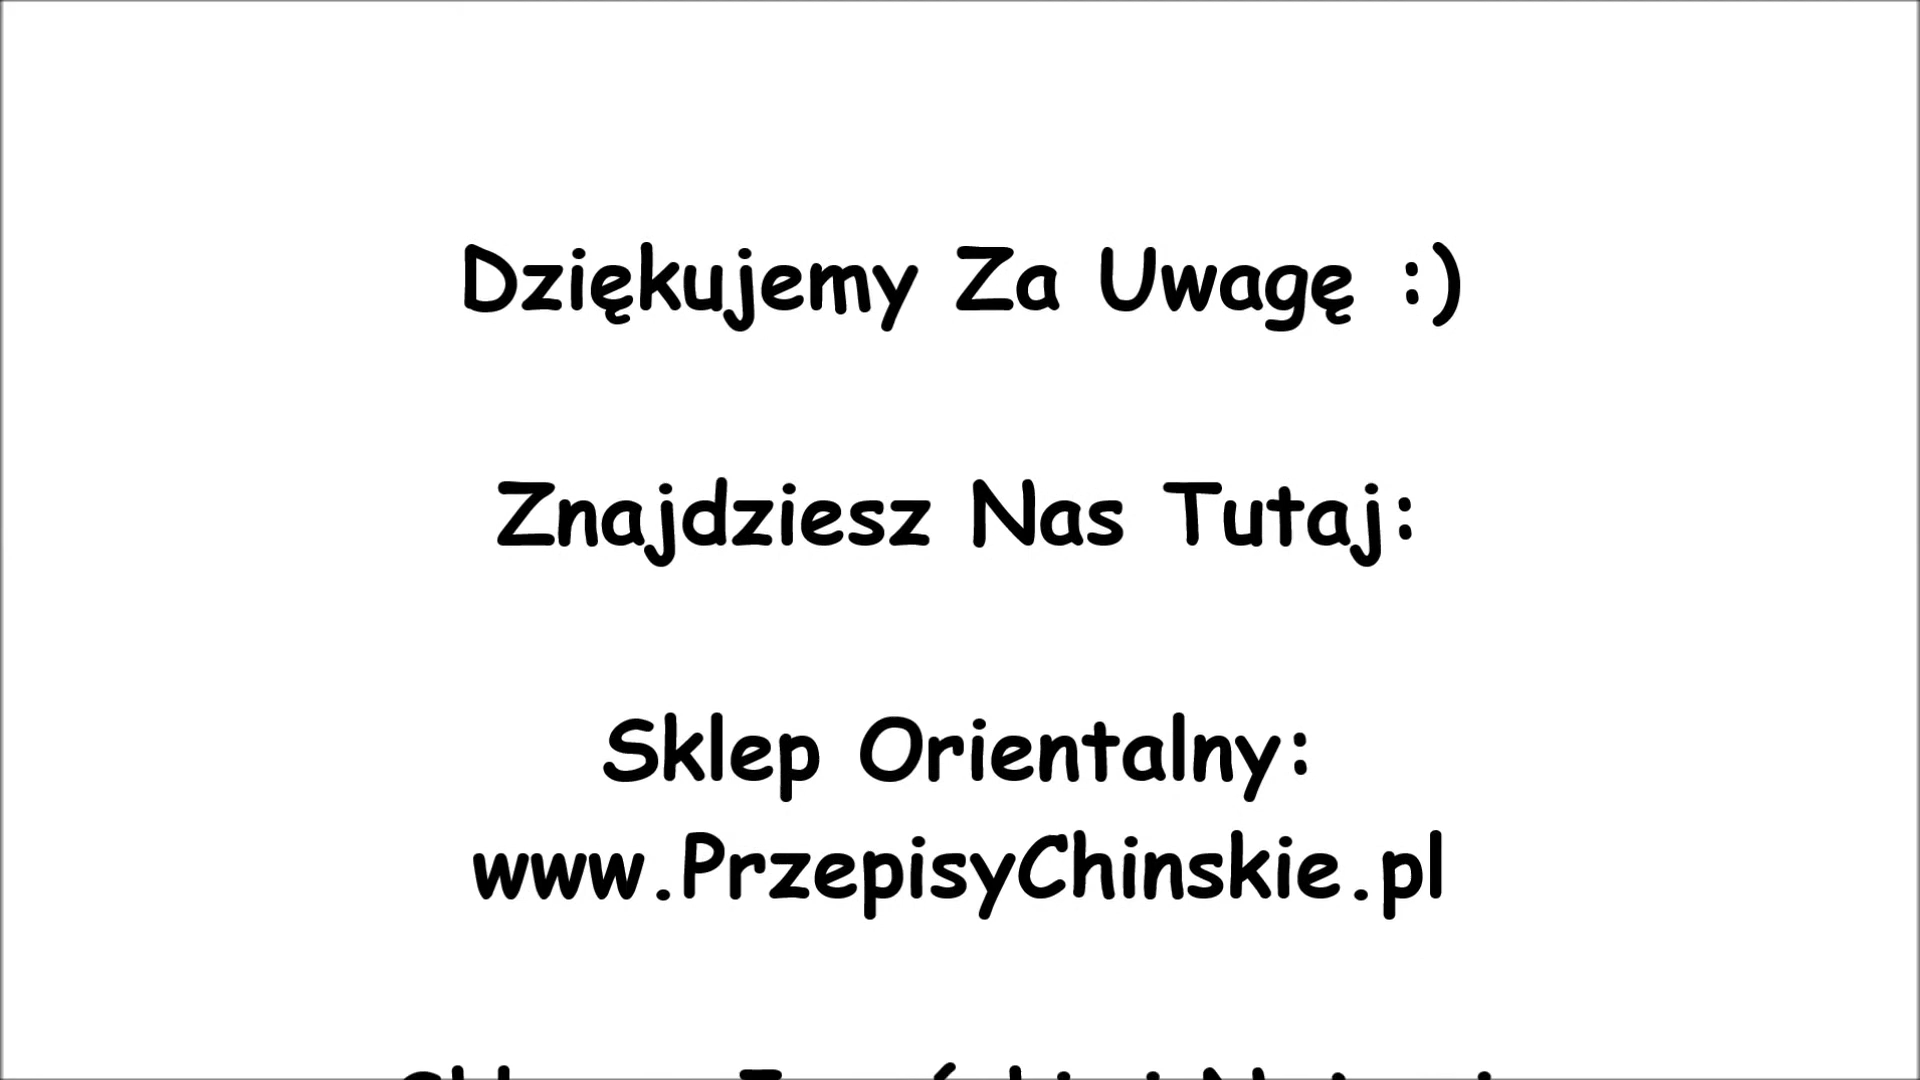 Dziękujemy Za Uwagę :)
Znajdziesz Nas Tutaj:
Sklep Orientalny:
www.PrzepisyChinskie.pl